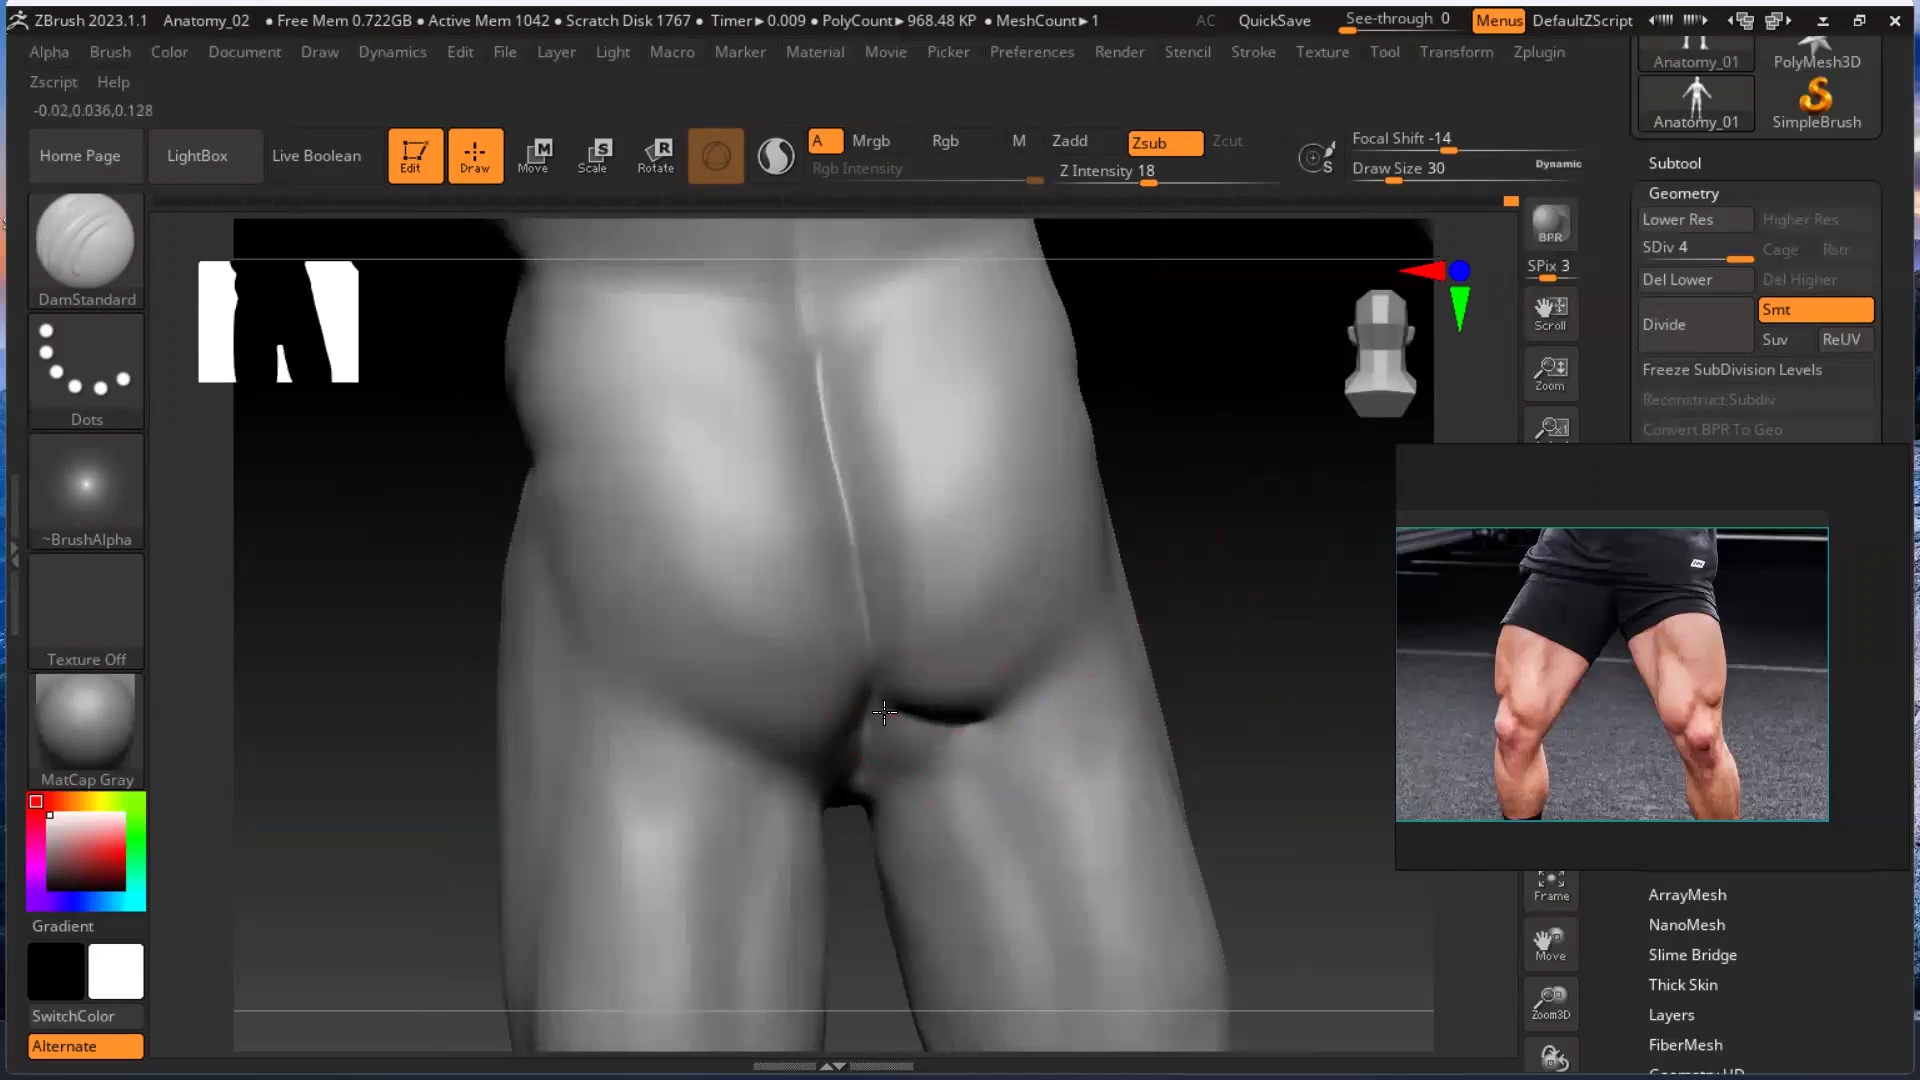 ZBrush 2023.1.1 Anatomy_02 • Free Mem 0.722GB • Active Mem 1042 • Scratch Disk 1767 • Timer►0.009 • PolyCount►968.48 KP • MeshCount►1 AC QuickSave See-through 0 Menus DefaultZScript
Alpha Brush Color Document Draw Dynamics Edit File Layer Light Macro Marker Material Movie Picker Preferences Render Stencil Stroke Texture Tool Transform Zplugin
Zscript Help
-0.02,0.036,0.128
Home Page LightBox Live Boolean Edit Draw Move Scale Rotate A Mrgb Rgb M Zadd Zsub Zcut
Rgb Intensity Z Intensity 18
Focal Shift -14
Draw Size 30 Dynamic
DamStandard
Dots
~BrushAlpha
Texture Off
MatCap Gray
Gradient
SwitchColor
Alternate
BPR
SPix 3
Scroll
Zoom
Frame
Move
Zoom3D
Anatomy_01 PolyMesh3D
Anatomy_01 SimpleBrush
Subtool
Geometry
Lower Res Higher Res
SDiv 4 Cage Rstr
Del Lower Del Higher
Divide Smt
Suv ReUV
Freeze SubDivision Levels
Reconstruct Subdiv
Convert BPR To Geo
ArrayMesh
NanoMesh
Slime Bridge
Thick Skin
Layers
FiberMesh
Geometry HD